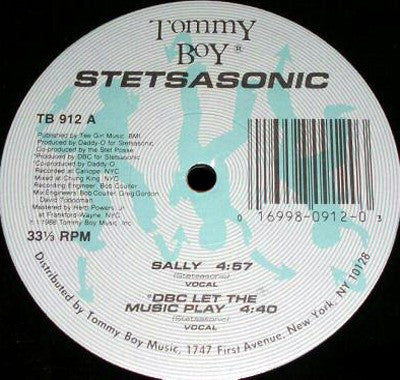 Tommy
Boy®
STETSASONIC
TB 912 A
Published by Tee Girl Music, BMI
Produced by Daddy-O for Stetsasonic
Co-produced by the Stet Posse
*Produced by DBC for Stetsasonic
Co-produced by Daddy-O
Recorded at Calliope, NYC
Mixed at Chung King, NYC
Recording Engineer: Bob Coulter
Mix Engineers: Bob Coulter, Greg Gordon,
David
Mastered by Herb Powers, Jr.
at Frankford-Wayne, NYC
1988 Tommy Boy Music, Inc.
33⅓ RPM
0 16998-0912-0 3
SALLY 4:57
(Stetsasonic)
VOCAL
*DBC LET THE
MUSIC PLAY 4:40
(Stetsasonic)
VOCAL
Distributed by Tommy Boy Music, 1747 First Avenue, New York, NY 10128